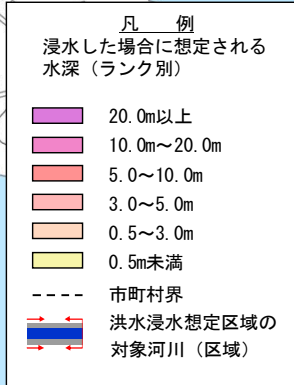 凡　例
浸水した場合に想定される
水深（ランク別）
20.0m以上
10.0m～20.0m
5.0～10.0m
3.0～5.0m
0.5～3.0m
0.5m未満
市町村界
洪水浸水想定区域の
対象河川（区域）